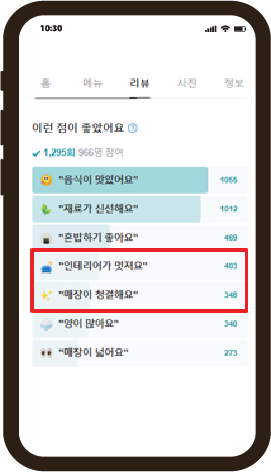 10:30
홈 메뉴 리뷰 사진 정보
이런 점이 좋았어요
1,295회 966명 참여
"음식이 맛있어요" 1055
"재료가 신선해요" 1012
"혼밥하기 좋아요" 469
"인테리어가 멋져요"
"매장이 청결해요" 346
"양이 많아요" 340
"매장이 넓어요" 273